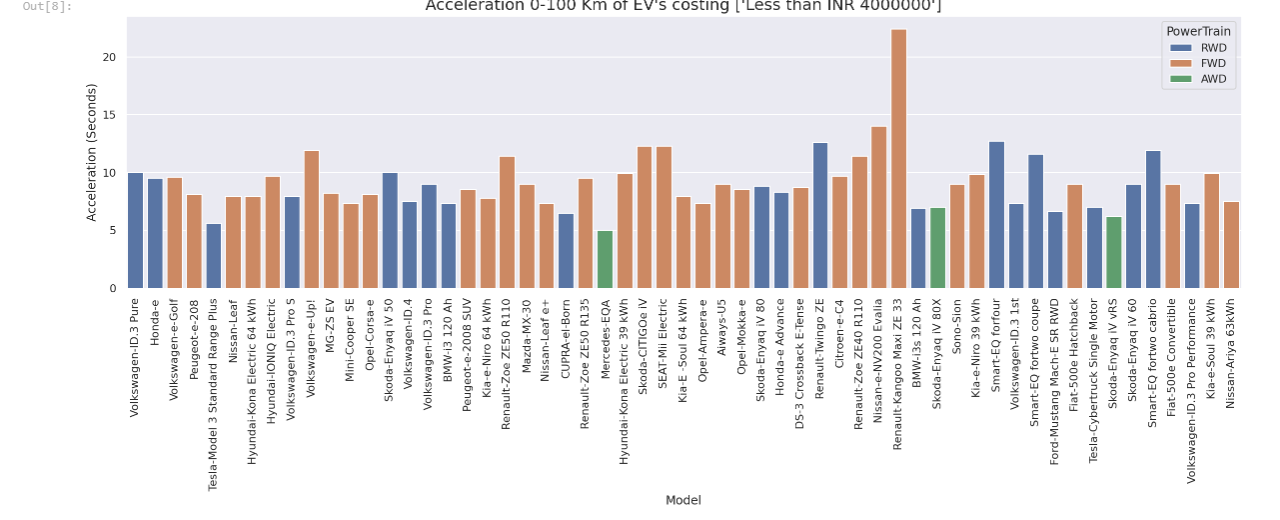 Out[8]:
Acceleration 0-100 Km of EV's costing ['Less than INR 4000000']
PowerTrain
RWD
FWD
AWD
Acceleration (Seconds)
20
15
10
5
0
Volkswagen-ID.3 Pure
Honda-e
Volkswagen-e-Golf
Peugeot-e-208
Tesla-Model 3 Standard Range Plus
Nissan-Leaf
Hyundai-Kona Electric 64 kWh
Hyundai-IONIQ Electric
Volkswagen-ID.3 Pro S
Volkswagen-e-Up!
MG-ZS EV
Mini-Cooper SE
Opel-Corsa-e
Skoda-Enyaq iV 50
Volkswagen-ID.4
Volkswagen-ID.3 Pro
BMW-i3 120 Ah
Peugeot-e-2008 SUV
Kia-e-Niro 64 kWh
Renault-Zoe ZE50 R110
Mazda-MX-30
Nissan-Leaf e+
CUPRA-el-Born
Renault-Zoe ZE50 R135
Mercedes-EQA
Hyundai-Kona Electric 39 kWh
Skoda-CITIGOe iV
SEAT-Mii Electric
Kia-E -Soul 64 kWh
Opel-Ampera-e
Aiways-U5
Opel-Mokka-e
Skoda-Enyaq iV 80
Honda-e Advance
DS-3 Crossback E-Tense
Renault-Twingo ZE
Citroen-e-C4
Renault-Zoe ZE40 R110
Nissan-e-NV200 Evalia
Renault-Kangoo Maxi ZE 33
BMW-i3s 120 Ah
Skoda-Enyaq iV 80X
Sono-Sion
Kia-e-Niro 39 kWh
Smart-EQ forfour
Volkswagen-ID.3 1st
Smart-EQ fortwo coupe
Ford-Mustang Mach-E SR RWD
Fiat-500e Hatchback
Tesla-Cybertruck Single Motor
Skoda-Enyaq iV vRS
Skoda-Enyaq iV 60
Smart-EQ fortwo cabrio
Fiat-500e Convertible
Volkswagen-ID.3 Pro Performance
Kia-e-Soul 39 kWh
Nissan-Ariya 63kWh
Model